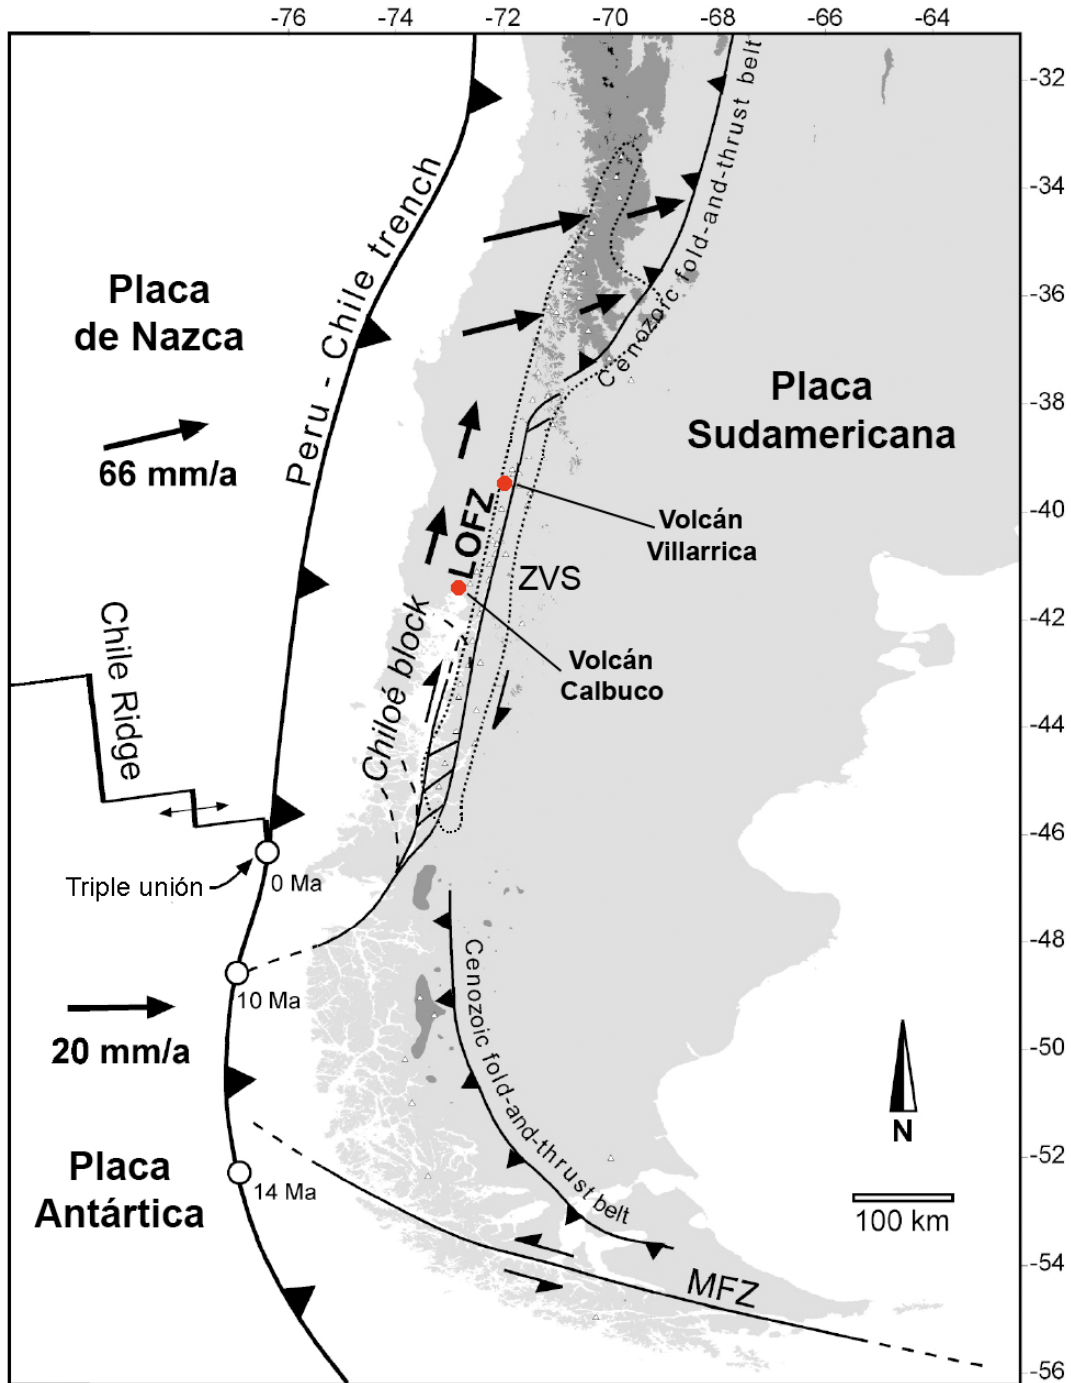 -76
-74
-72
-70
-68
-66
-64
-32
-34
-36
-38
-40
-42
-44
-46
-48
-50
-52
-54
-56
Placa
de Nazca
66 mm/a
Peru - Chile trench
Cenozoic fold-and-thrust belt
Placa
Sudamericana
LOFZ
Volcán
Villarrica
ZVS
Chiloé block
Volcán
Calbuco
Chile Ridge
Triple unión
0 Ma
10 Ma
20 mm/a
Cenozoic fold-and-thrust belt
N
Placa
Antártica
14 Ma
100 km
MFZ